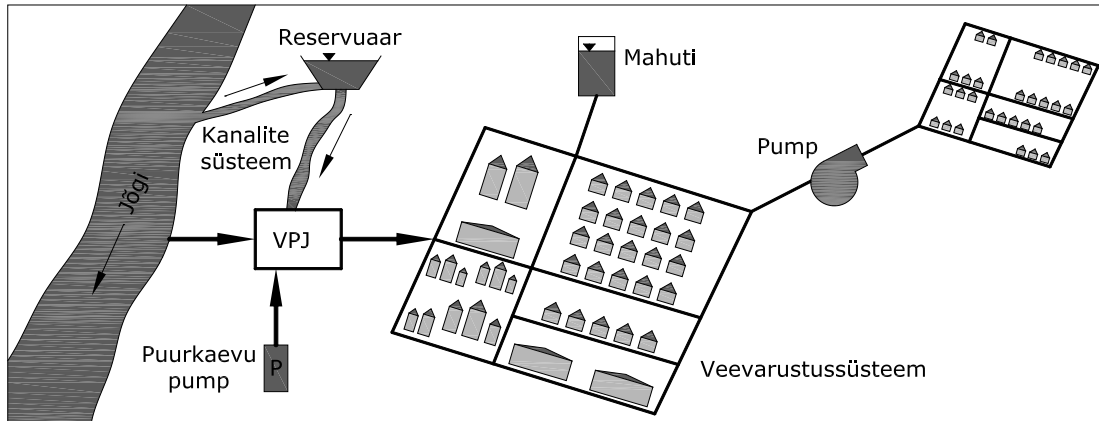 Reservuaar
Mahuti
Kanalite
süsteem
Pump
Jõgi
VPJ
Puurkaevu
pump
P
Veevarustussüsteem